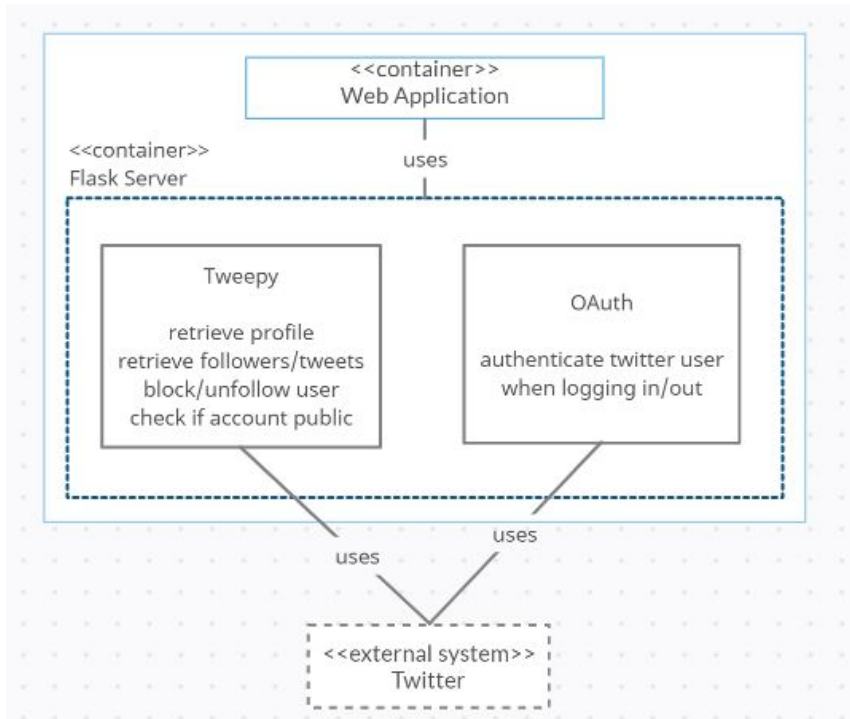 <<container>>
Web Application
uses
<<container>>
Flask Server
Tweepy
retrieve profile
retrieve followers/tweets
block/unfollow user
check if account public
OAuth
authenticate twitter user
when logging in/out
uses
uses
<<external system>>
Twitter